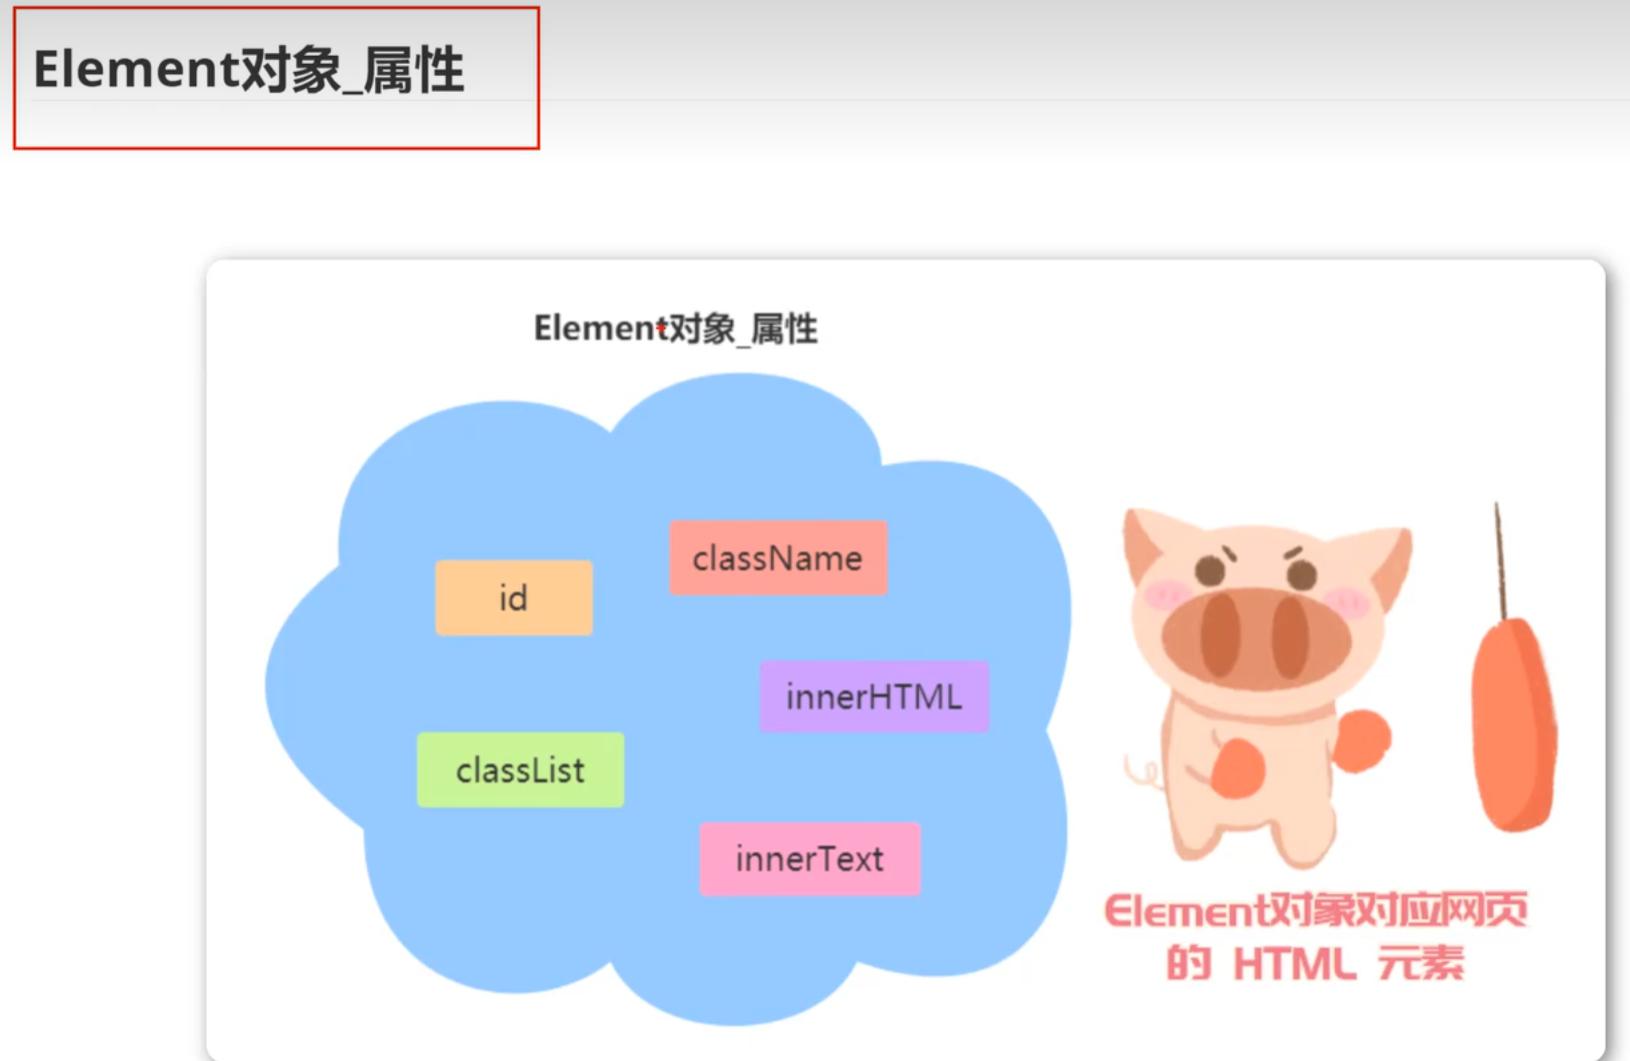 Element对象_属性
Element对象_属性
className
id
innerHTML
classList
innerText
Element对象对应网页
的 HTML 元素